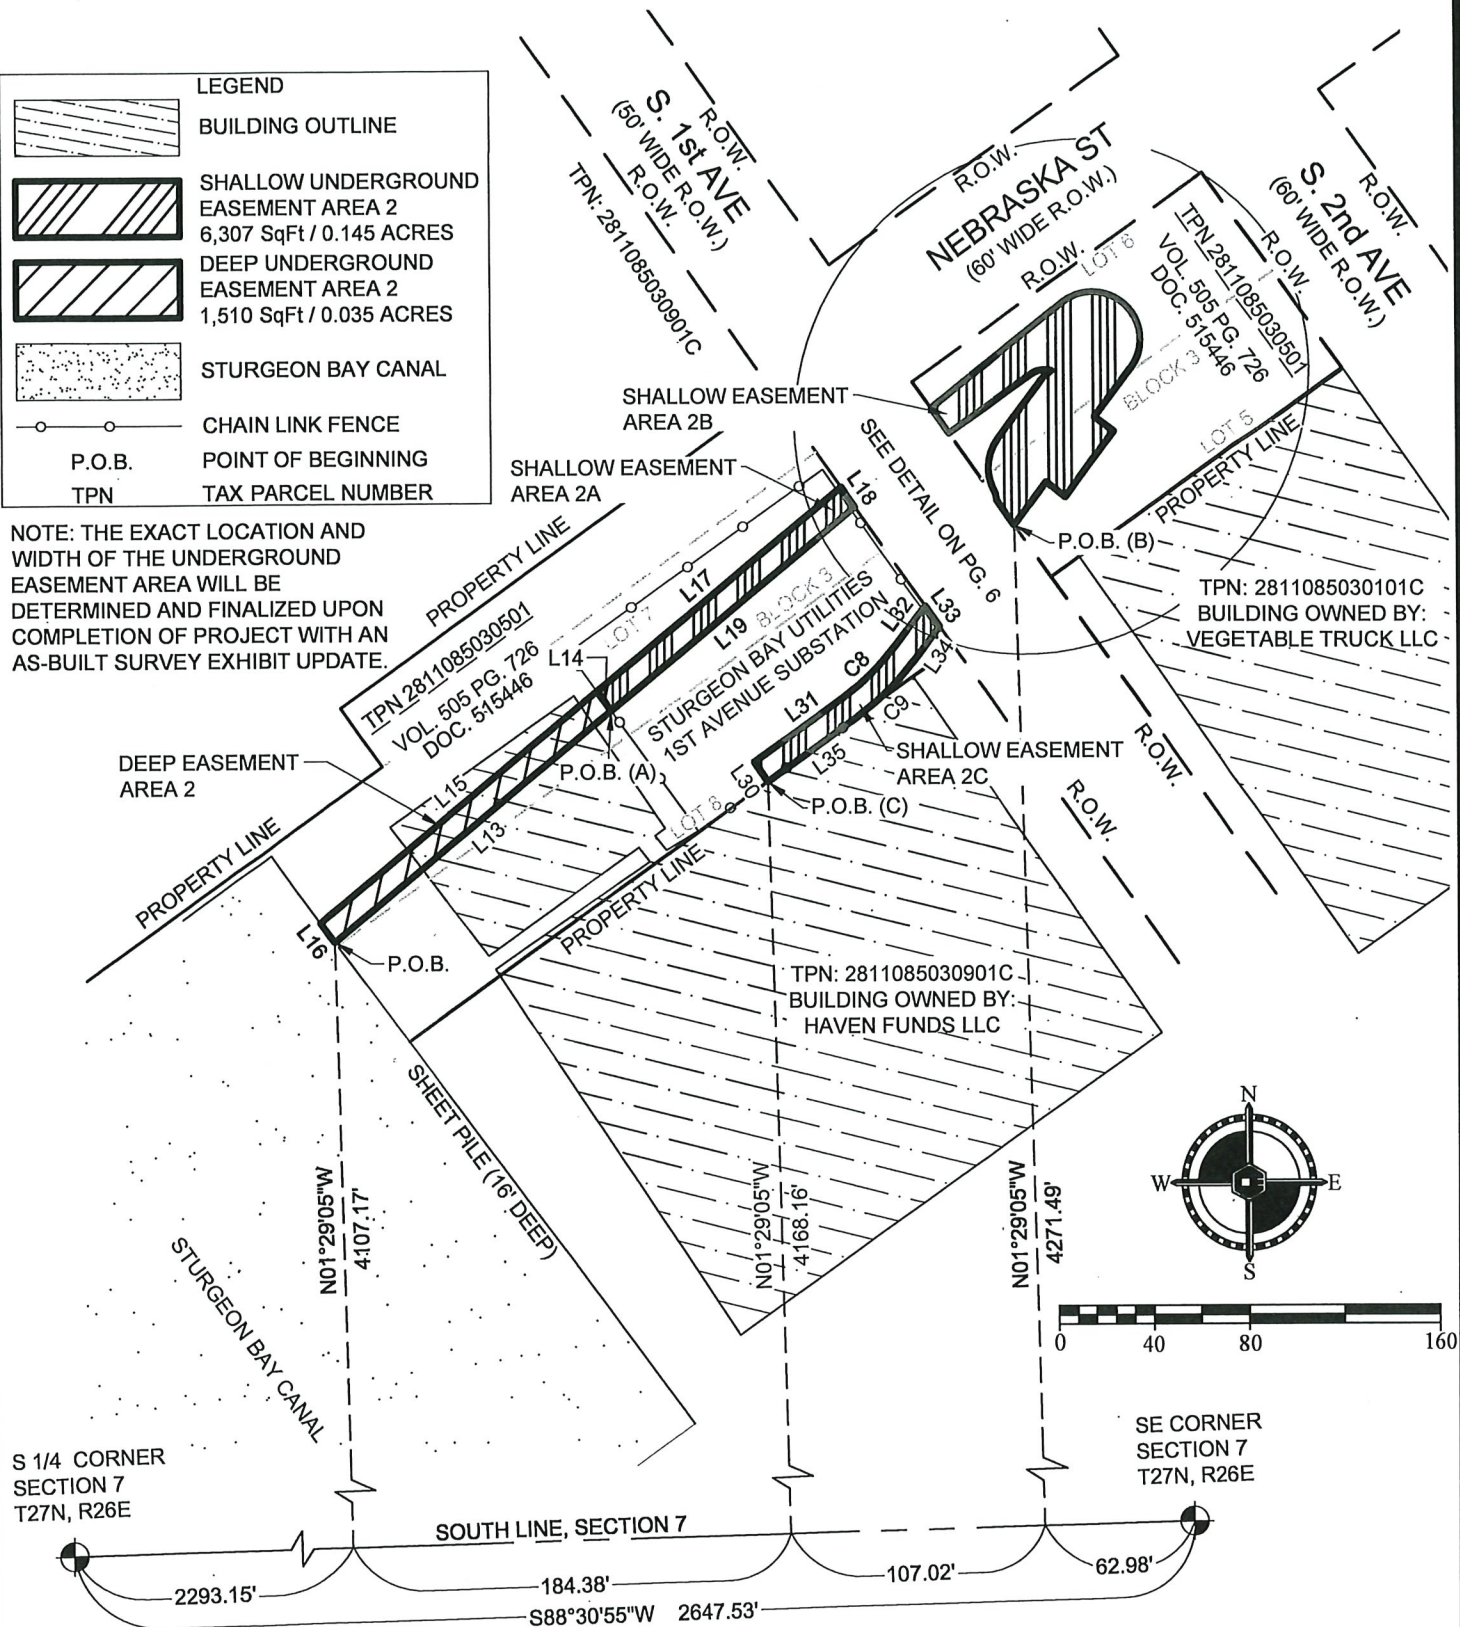 LEGEND
BUILDING OUTLINE
SHALLOW UNDERGROUND
EASEMENT AREA 2
6,307 SqFt / 0.145 ACRES
DEEP UNDERGROUND
EASEMENT AREA 2
1,510 SqFt / 0.035 ACRES
STURGEON BAY CANAL
CHAIN LINK FENCE
P.O.B. POINT OF BEGINNING
TPN TAX PARCEL NUMBER
NOTE: THE EXACT LOCATION AND
WIDTH OF THE UNDERGROUND
EASEMENT AREA WILL BE
DETERMINED AND FINALIZED UPON
COMPLETION OF PROJECT WITH AN
AS-BUILT SURVEY EXHIBIT UPDATE.
R.O.W.
S. 1st AVE
(50' WIDE R.O.W.)
R.O.W.
TPN: 2811085030901C
R.O.W.
NEBRASKA ST
(60' WIDE R.O.W.)
R.O.W.
LOT 6
R.O.W.
S. 2nd AVE
(60' WIDE R.O.W.)
R.O.W.
TPN 2811085030501
VOL. 505 PG. 726
DOC. 515446
BLOCK 3
LOT 5
PROPERTY LINE
SHALLOW EASEMENT
AREA 2B
SHALLOW EASEMENT
AREA 2A
SEE DETAIL ON PG. 6
P.O.B. (B)
TPN: 2811085030101C
BUILDING OWNED BY:
VEGETABLE TRUCK LLC
PROPERTY LINE
L18
L17
L19
BLOCK 3
LOT 7
L14
TPN 2811085030501
VOL. 505 PG. 726
DOC. 515446
STURGEON BAY UTILITIES
1ST AVENUE SUBSTATION
L32
L33
L34
C8
C9
L31
L35
L30
SHALLOW EASEMENT
AREA 2C
P.O.B. (A)
P.O.B. (C)
LOT 8
DEEP EASEMENT
AREA 2
L15
L13
PROPERTY LINE
PROPERTY LINE
L16
P.O.B.
R.O.W.
R.O.W.
TPN: 2811085030901C
BUILDING OWNED BY:
HAVEN FUNDS LLC
SHEET PILE (16' DEEP)
STURGEON BAY CANAL
N01°29'05"W
4107.17'
N01°29'05"W
4168.16'
N01°29'05"W
4271.49'
N
W E
S
0 40 80 160
S 1/4 CORNER
SECTION 7
T27N, R26E
SE CORNER
SECTION 7
T27N, R26E
SOUTH LINE, SECTION 7
2293.15' 184.38' 107.02' 62.98'
S88°30'55"W 2647.53'